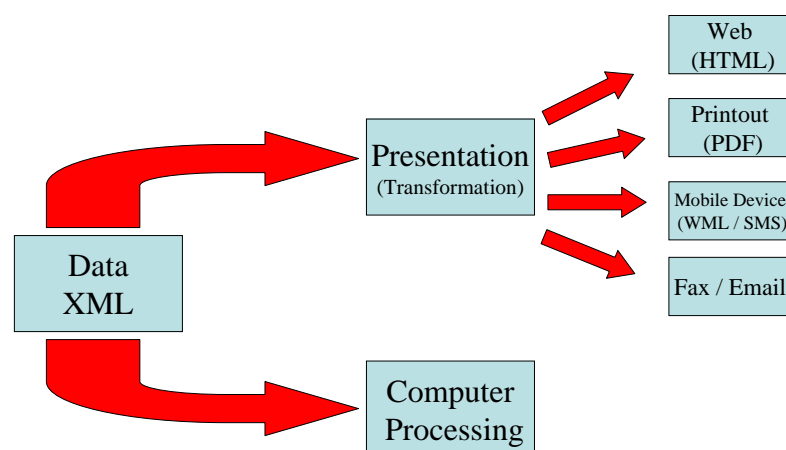 Web
(HTML)
Printout
(PDF)
Presentation
(Transformation)
Mobile Device
(WML / SMS)
Data
XML
Fax / Email
Computer
Processing